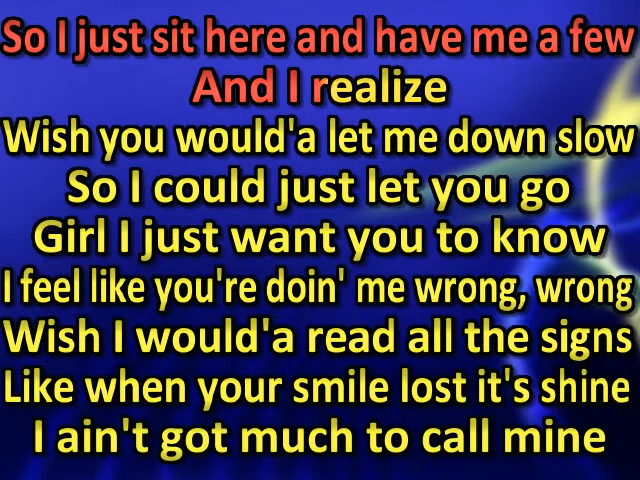 So I just sit here and have me a few
And I realize
Wish you would'a let me down slow
So I could just let you go
Girl I just want you to know
I feel like you're doin' me wrong, wrong
Wish I would'a read all the signs
Like when your smile lost it's shine
I ain't got much to call mine